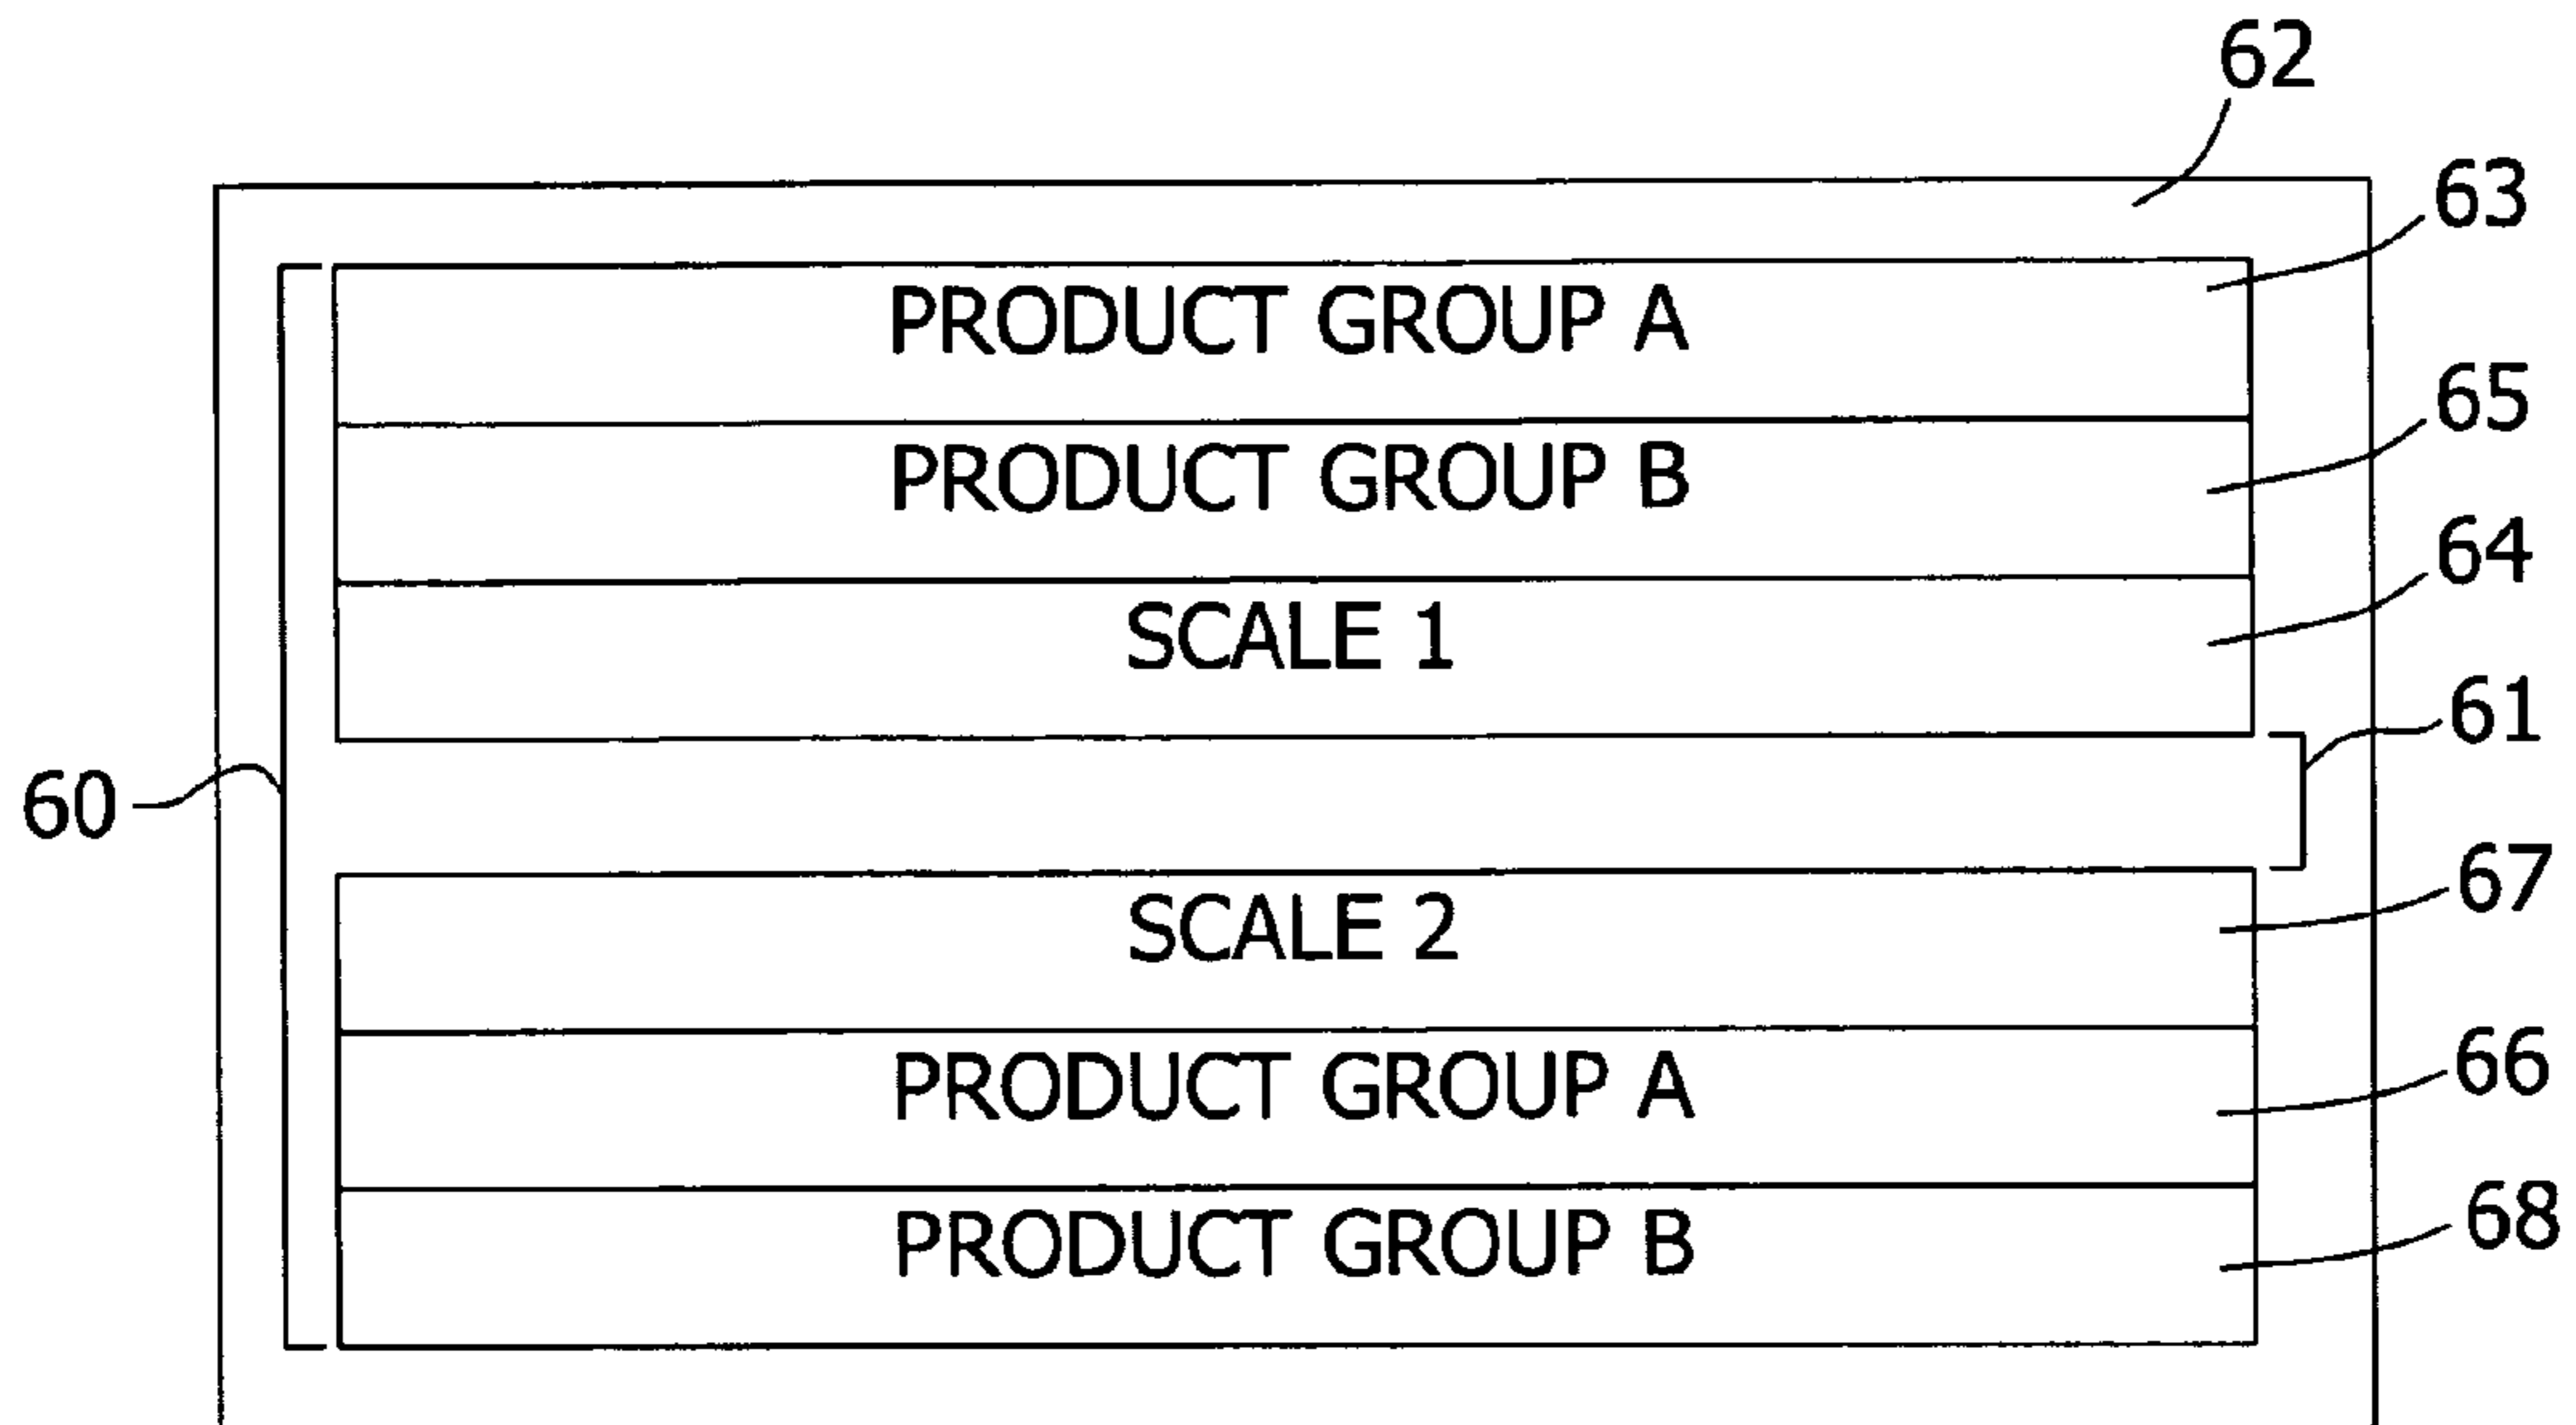 62
63
PRODUCT GROUP A
65
PRODUCT GROUP B
64
SCALE 1
61
60
67
SCALE 2
66
PRODUCT GROUP A
68
PRODUCT GROUP B